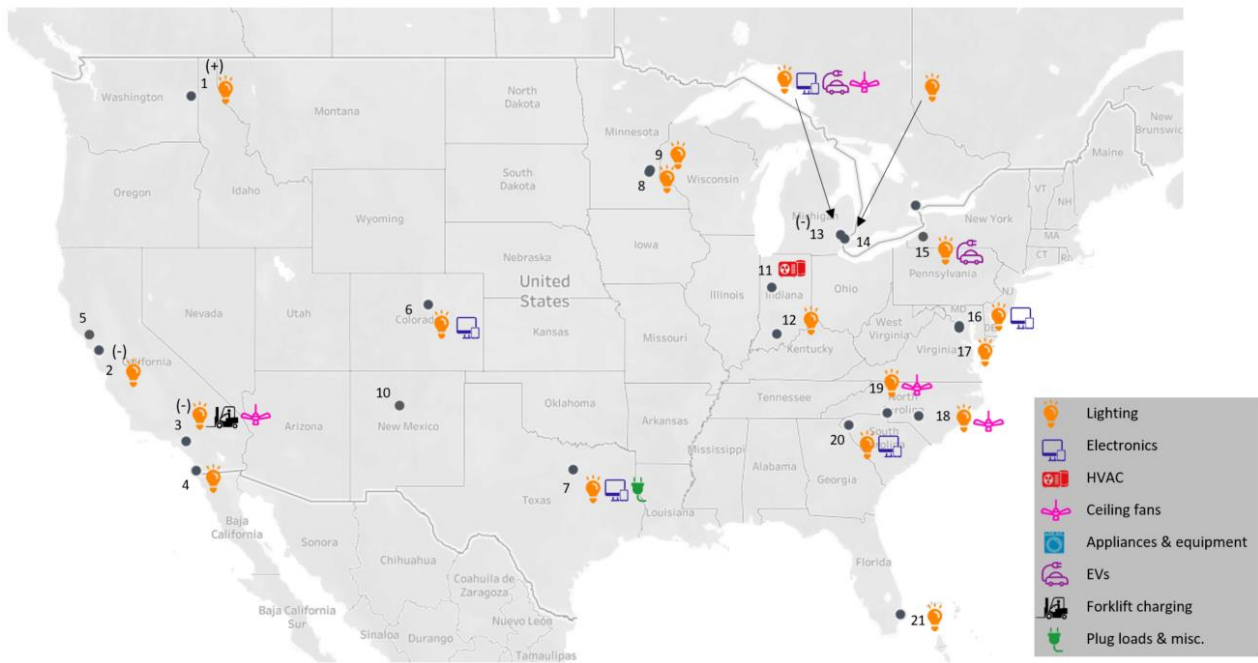 (+)
1
Washington
Montana
North
Dakota
Minnesota
9
8
Wisconsin
Oregon
Idaho
South
Dakota
Wyoming
Michigan
(-)
13
14
New York
VT
NH
MA
CT
RI
Maine
New
Brunswick
Iowa
Nebraska
15
Pennsylvania
NJ
5
Nevada
Utah
6
Colorado
United
States
Kansas
Illinois
11
Indiana
Ohio
12
Kentucky
West
Virginia
MD
DE
16
Virginia
17
(-)
2
California
Missouri
(-)
3
4
Arizona
10
New Mexico
Oklahoma
Arkansas
Tennessee
19
North
Carolina
18
20
South
Carolina
Mississippi
Alabama
Georgia
7
Texas
Louisiana
Baja
California
Sonora
Chihuahua
Coahuila de
Zaragoza
Baja California
Sur
Sinaloa
Durango
Nuevo León
Tamaulipas
Florida
21
Lighting
Electronics
HVAC
Ceiling fans
Appliances & equipment
EVs
Forklift charging
Plug loads & misc.